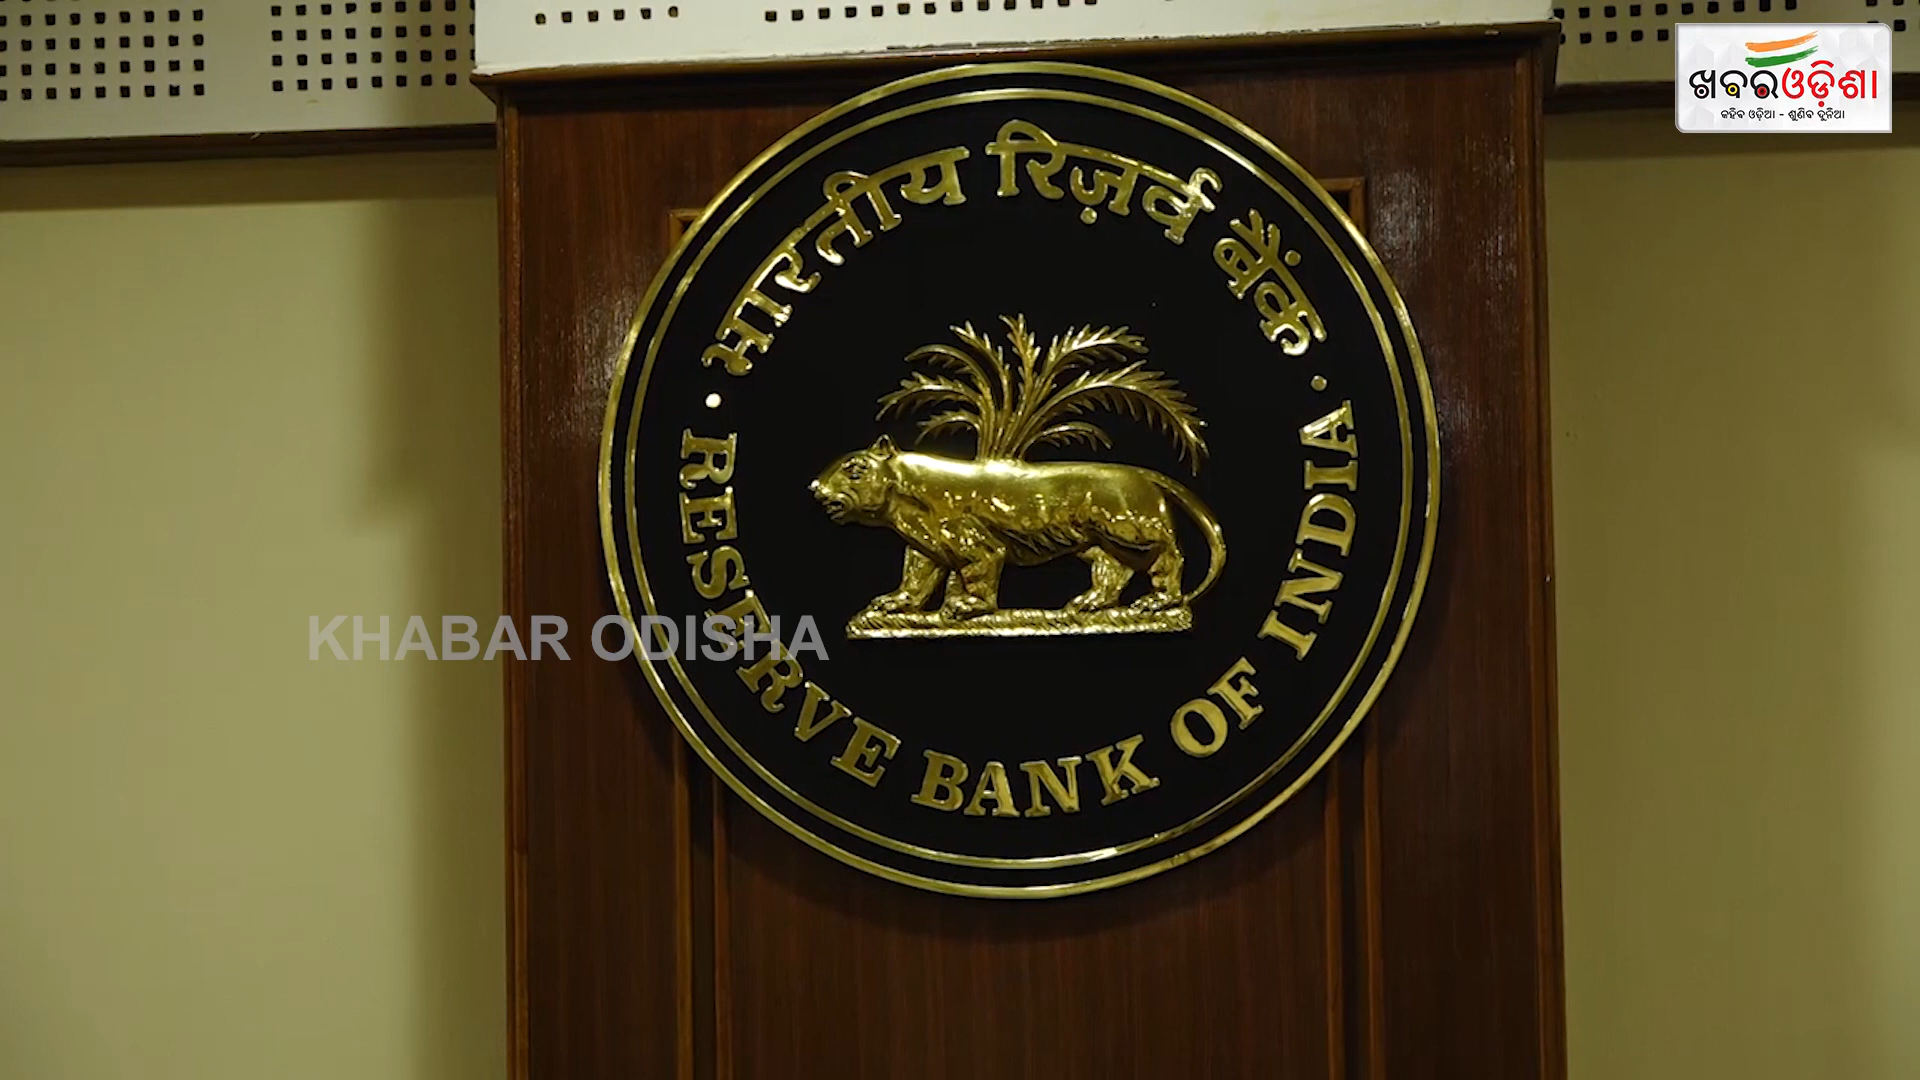 ଖବରଓଡ଼ିଶା
କହିବ ଓଡ଼ିଆ - ଶୁଣିବ ଦୁନିଆ
भारतीय रिज़र्व बैंक
RESERVE BANK OF INDIA
KHABAR ODISHA